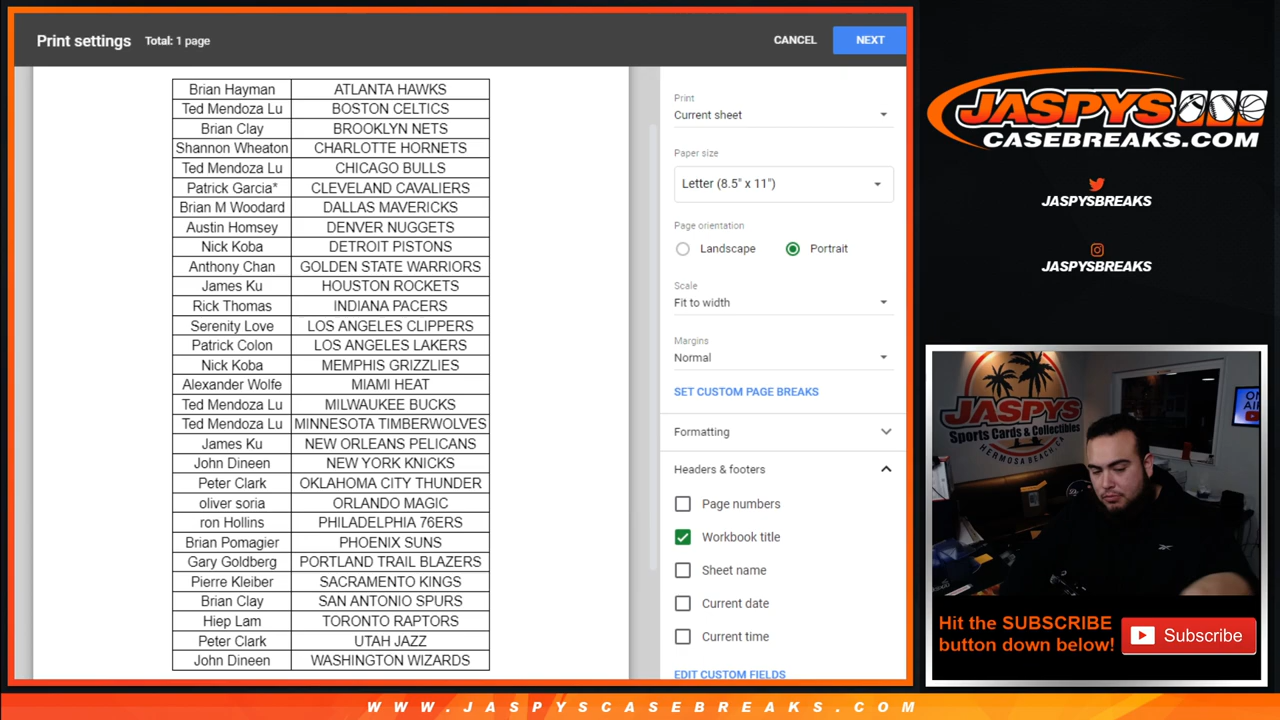 Print settings Total: 1 page CANCEL NEXT
Brian Hayman ATLANTA HAWKS
Ted Mendoza Lu BOSTON CELTICS
Brian Clay BROOKLYN NETS
Shannon Wheaton CHARLOTTE HORNETS
Ted Mendoza Lu CHICAGO BULLS
Patrick Garcia* CLEVELAND CAVALIERS
Brian M Woodard DALLAS MAVERICKS
Austin Homsey DENVER NUGGETS
Nick Koba DETROIT PISTONS
Anthony Chan GOLDEN STATE WARRIORS
James Ku HOUSTON ROCKETS
Rick Thomas INDIANA PACERS
Serenity Love LOS ANGELES CLIPPERS
Patrick Colon LOS ANGELES LAKERS
Nick Koba MEMPHIS GRIZZLIES
Alexander Wolfe MIAMI HEAT
Ted Mendoza Lu MILWAUKEE BUCKS
Ted Mendoza Lu MINNESOTA TIMBERWOLVES
James Ku NEW ORLEANS PELICANS
John Dineen NEW YORK KNICKS
Peter Clark OKLAHOMA CITY THUNDER
oliver soria ORLANDO MAGIC
ron Hollins PHILADELPHIA 76ERS
Brian Pomagier PHOENIX SUNS
Gary Goldberg PORTLAND TRAIL BLAZERS
Pierre Kleiber SACRAMENTO KINGS
Brian Clay SAN ANTONIO SPURS
Hiep Lam TORONTO RAPTORS
Peter Clark UTAH JAZZ
John Dineen WASHINGTON WIZARDS
Print
Current sheet
Paper size
Letter (8.5" x 11")
Page orientation
Landscape Portrait
Scale
Fit to width
Margins
Normal
SET CUSTOM PAGE BREAKS
Formatting
Headers & footers
Page numbers
Workbook title
Sheet name
Current date
Current time
EDIT CUSTOM FIELDS
JASPYS
CASEBREAKS.COM
JASPYSBREAKS
JASPYSBREAKS
JASPYS
Sports Cards & Collectibles
HERMOSA BEACH, CA
ON
AIR
Hit the SUBSCRIBE
button down below!
Subscribe
WWW.JASPYSCASEBREAKS.COM